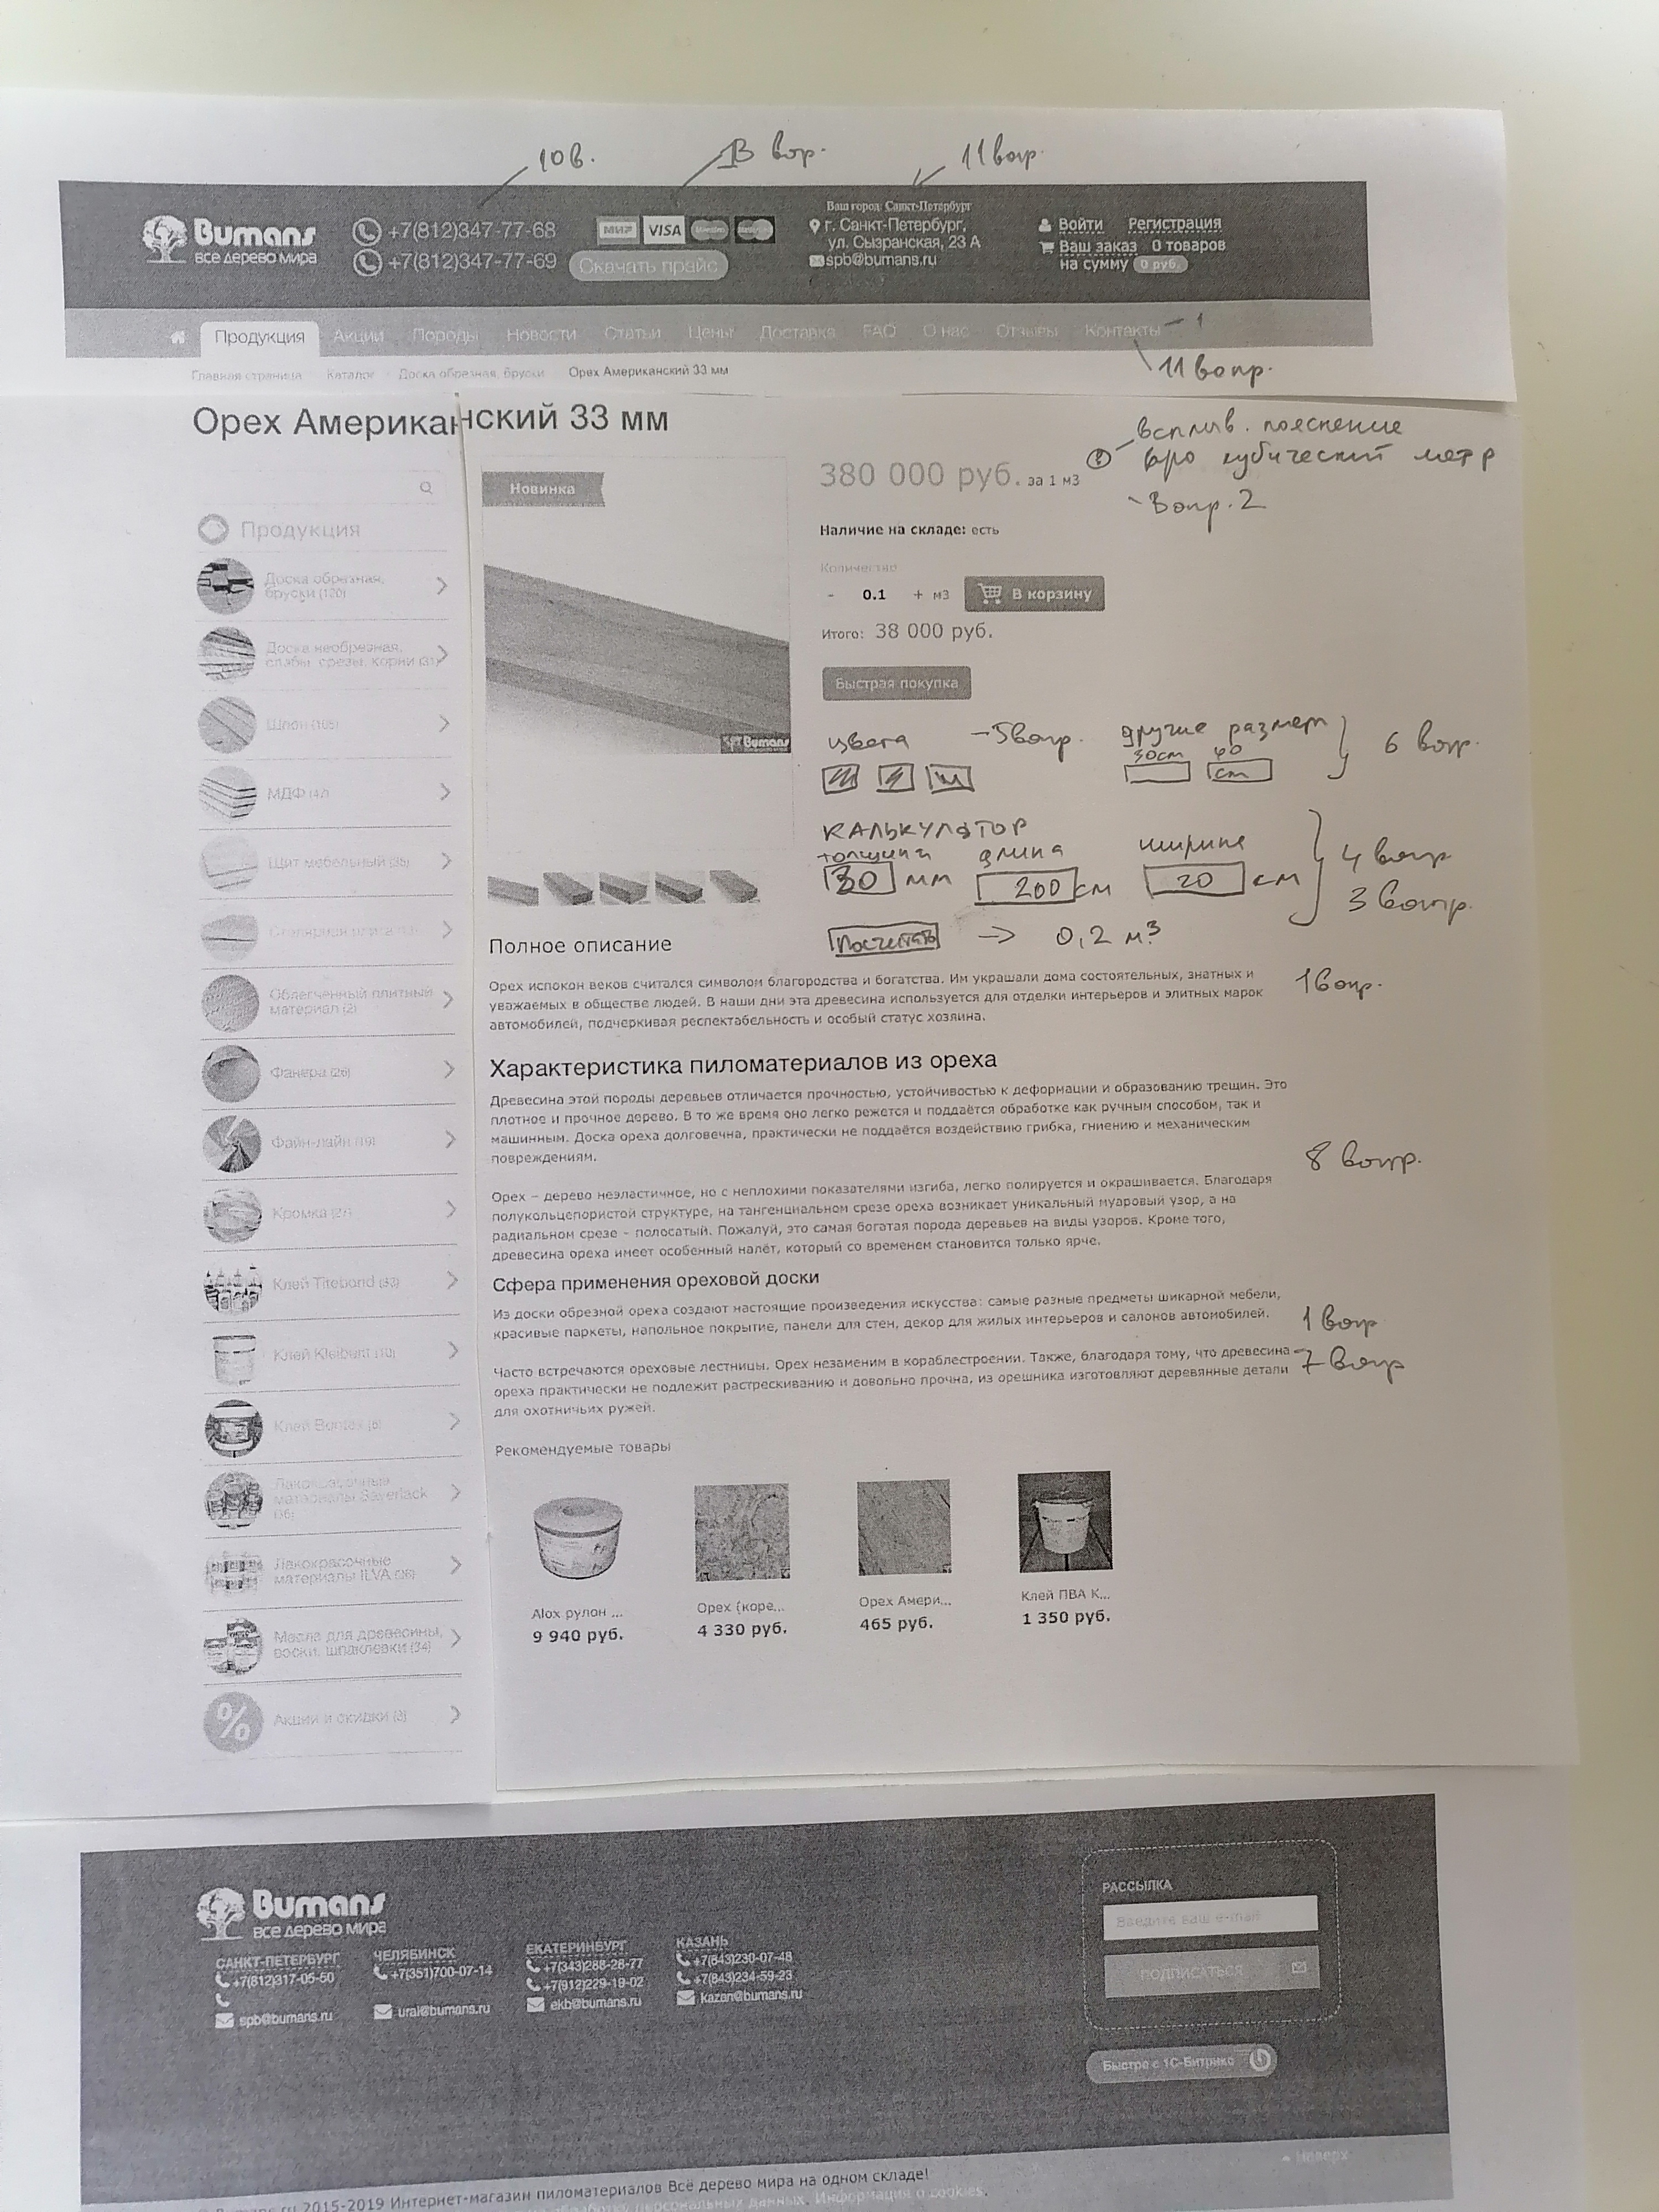 10 в.
13 вопр.
11 вопр.
Bumans
все дерево мира
+7(812)347-77-68
+7(812)347-77-69
МИР VISA
Скачать прайс
Ваш город: Санкт-Петербург
г. Санкт-Петербург,
ул. Сызранская, 23 А
spb@bumans.ru
Войти Регистрация
Ваш заказ 0 товаров
на сумму 0 руб.
Продукция Акции Породы Новости Статьи Цены Доставка FAQ О нас Отзывы Контакты - 1
11 вопр.
Главная страница Каталог Доска обрезная, бруски Орех Американский 33 мм
Орех Американский 33 мм
Продукция
Доска обрезная,
бруски (120)
Доска необрезная,
слэбы, срезы, корни (31)
Шпон (105)
МДФ (47)
Щит мебельный (35)
Столярная плита
Облегченный плитный
материал (2)
Фанера (26)
Файн-лайн (19)
Кромка (27)
Клей Titebond (33)
Клей Kleiberit (10)
Клей Bontex (6)
Лакокрасочные
материалы Sayerlack
(36)
Лакокрасочные
материалы ILVA (36)
Масла для древесины,
воски, шпаклевки (34)
Акции и скидки (3)
Новинка
Bumans
380 000 руб. за 1 м3
?
всплыв. пояснение
про кубический метр
- Вопр. 2
Наличие на складе: есть
Количество
- 0.1 + м3 В корзину
Итого: 38 000 руб.
Быстрая покупка
цвета - 5 вопр. другие размер
50cm 60
cm
6 вопр.
КАЛЬКУЛЯТОР
толщина длина ширина
30 мм 200 см 20 см
4 вопр
3 вопр.
Посчитать → 0,2 м3
Полное описание
Орех испокон веков считался символом благородства и богатства. Им украшали дома состоятельных, знатных и
уважаемых в обществе людей. В наши дни эта древесина используется для отделки интерьеров и элитных марок
автомобилей, подчеркивая респектабельность и особый статус хозяина.
1 вопр.
Характеристика пиломатериалов из ореха
Древесина этой породы деревьев отличается прочностью, устойчивостью к деформации и образованию трещин. Это
плотное и прочное дерево. В то же время оно легко режется и поддаётся обработке как ручным способом, так и
машинным. Доска ореха долговечна, практически не поддаётся воздействию грибка, гниению и механическим
повреждениям.
8 вопр.
Орех – дерево неэластичное, но с неплохими показателями изгиба, легко полируется и окрашивается. Благодаря
полукольцепористой структуре, на тангенциальном срезе ореха возникает уникальный муаровый узор, а на
радиальном срезе – полосатый. Пожалуй, это самая богатая порода деревьев на виды узоров. Кроме того,
древесина ореха имеет особенный налёт, который со временем становится только ярче.
Сфера применения ореховой доски
Из доски обрезной ореха создают настоящие произведения искусства: самые разные предметы шикарной мебели,
красивые паркеты, напольное покрытие, панели для стен, декор для жилых интерьеров и салонов автомобилей.
1 вопр
Часто встречаются ореховые лестницы. Орех незаменим в кораблестроении. Также, благодаря тому, что древесина
ореха практически не подлежит растрескиванию и довольно прочна, из орешника изготовляют деревянные детали
для охотничьих ружей.
7 вопр
Рекомендуемые товары
Alox рулон ...
9 940 руб.
Орех (коре...
4 330 руб.
Орех Амери...
465 руб.
Клей ПВА К...
1 350 руб.
Bumans
все дерево мира
САНКТ-ПЕТЕРБУРГ
+7(812)317-05-50
spb@bumans.ru
ЧЕЛЯБИНСК
+7(351)700-07-14
ural@bumans.ru
ЕКАТЕРИНБУРГ
+7(343)288-28-77
+7(912)229-19-02
ekb@bumans.ru
КАЗАНЬ
+7(843)230-07-48
+7(843)234-59-23
kazan@bumans.ru
РАССЫЛКА
Введите ваш e-mail
ПОДПИСАТЬСЯ
Быстро с 1С-Битрикс
Наверх
Bumans.ru 2015-2019 Интернет-магазин пиломатериалов Всё дерево мира на одном складе!
персональных данных. Информация о cookies.